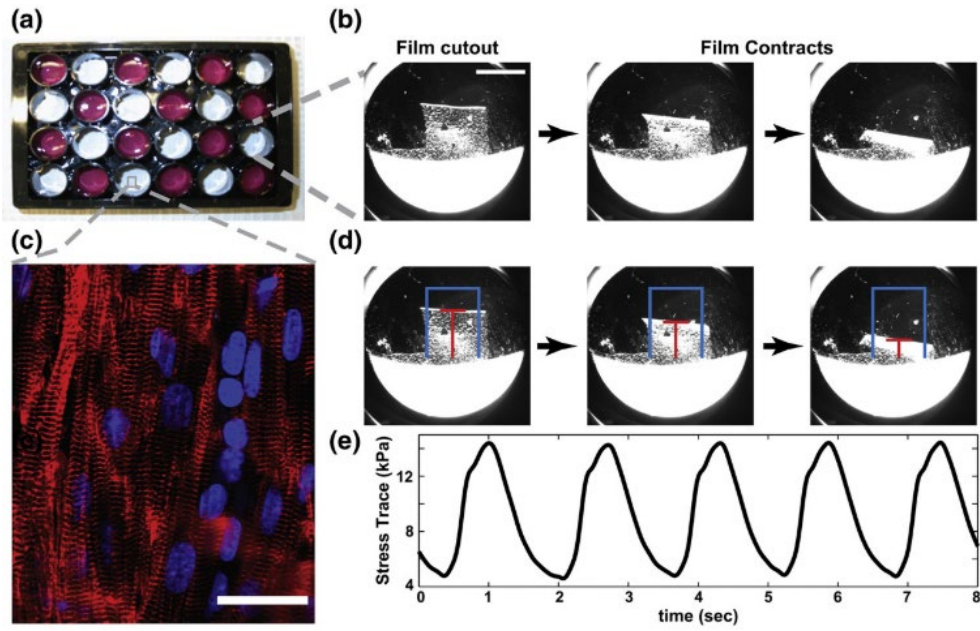 (a)
(b)
Film cutout
Film Contracts
(c)
(d)
(e)
Stress Trace (kPa)
12
8
4
0 1 2 3 4 5 6 7 8
time (sec)